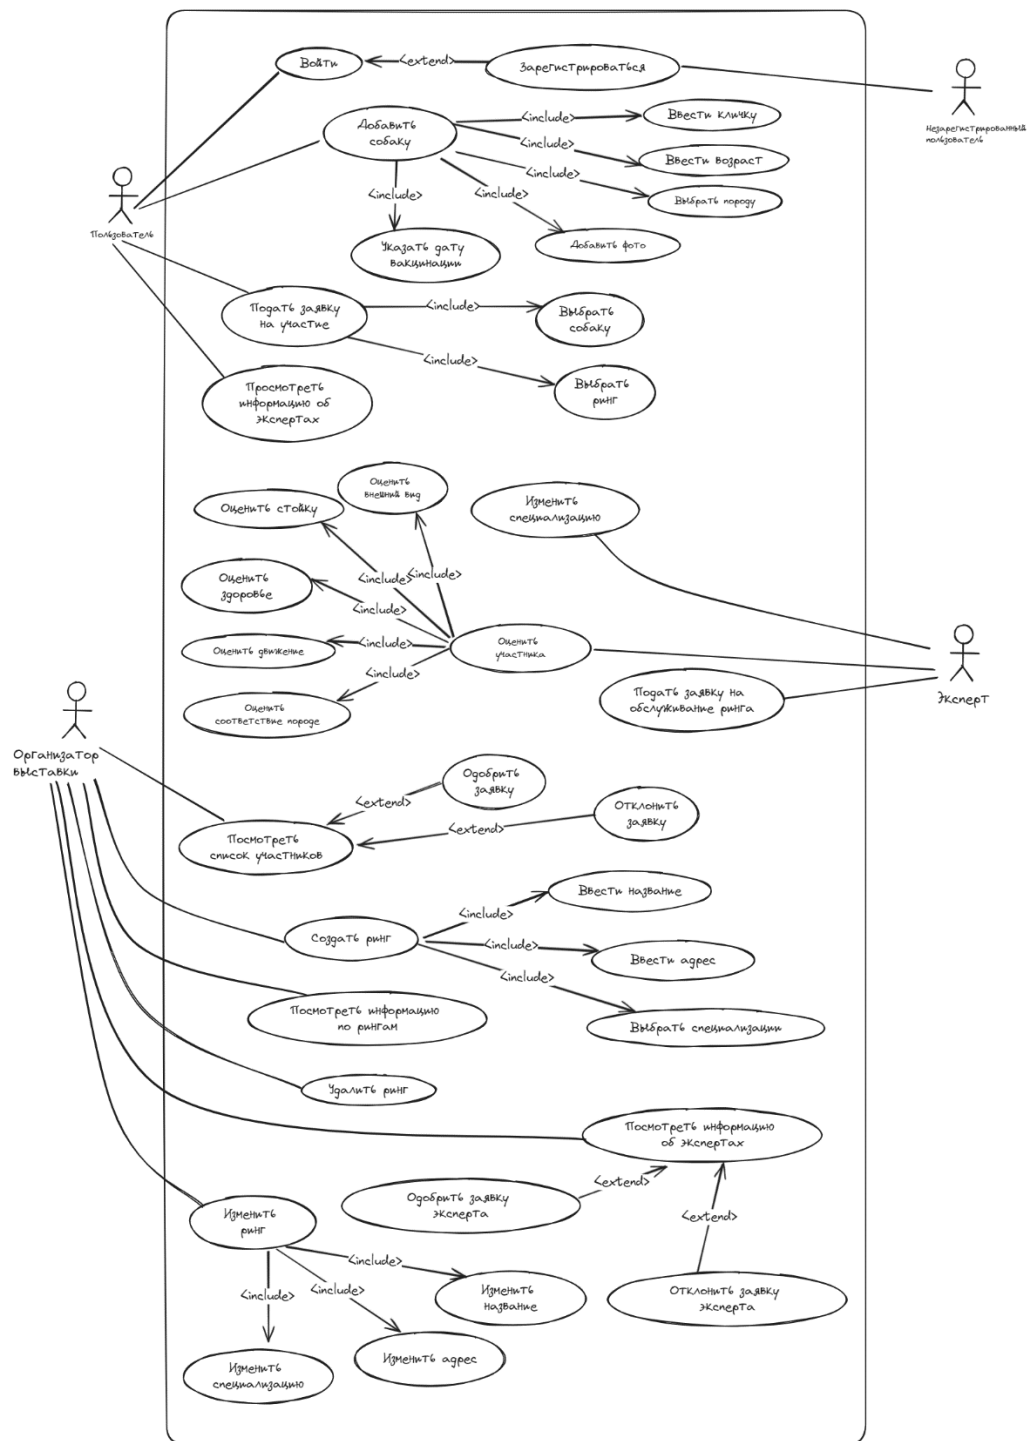 Войти
<extend>
Зарегистрироваться
Незарегистрированный
пользователь
Добавить
собаку
<include>
Ввести кличку
<include>
Ввести возраст
<include>
Выбрать породу
<include>
<include>
Добавить фото
Указать дату
вакцинации
Пользователь
Подать заявку
на участие
<include>
Выбрать
собаку
<include>
Выбрать
ринг
Просмотреть
информацию об
экспертах
Оценить
внешний вид
Оценить стойку
Изменить
специализацию
<include>
<include>
Оценить
здоровье
<include>
Оценить движение
<include>
Оценить
участника
<include>
Оценить
соответствие породе
Подать заявку на
обслуживание ринга
Эксперт
Организатор
выставки
Одобрить
заявку
<extend>
Отклонить
заявку
<extend>
Посмотреть
список участников
Ввести название
<include>
Создать ринг
<include>
Ввести адрес
<include>
Выбрать специализации
Посмотреть информацию
по рингам
Удалить ринг
Посмотреть информацию
об экспертах
<extend>
Одобрить заявку
эксперта
<extend>
Отклонить заявку
эксперта
Изменить
ринг
<include>
Изменить
название
<include>
<include>
Изменить адрес
Изменить
специализацию